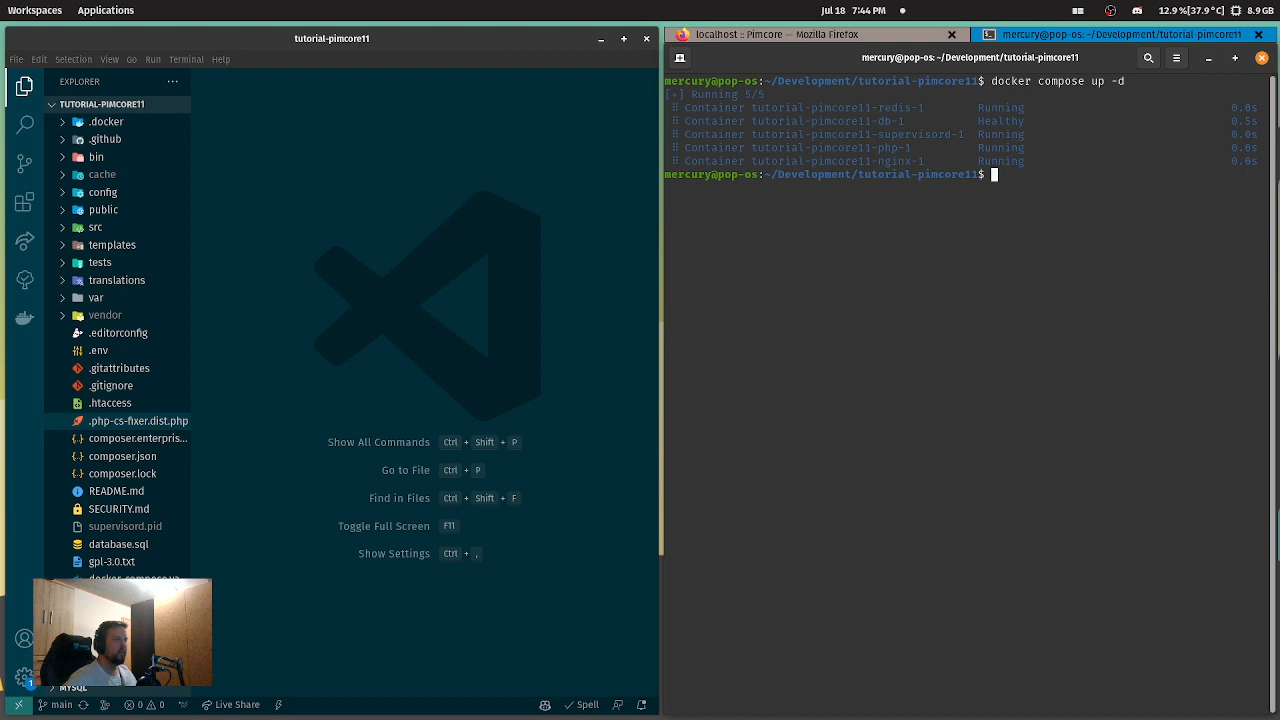 Workspaces Applications
Jul 18 7:44 PM
12.9 %[37.9°C] 8.9GB
tutorial-pimcore11
File Edit Selection View Go Run Terminal Help
EXPLORER
TUTORIAL-PIMCORE11
.docker
.github
bin
cache
config
public
src
templates
tests
translations
var
vendor
.editorconfig
.env
.gitattributes
.gitignore
.htaccess
.php-cs-fixer.dist.php
composer.enterpris...
composer.json
composer.lock
README.md
SECURITY.md
supervisord.pid
database.sql
gpl-3.0.txt
MYSQL
Show All Commands Ctrl + Shift + P
Go to File Ctrl + P
Find in Files Ctrl + Shift + F
Toggle Full Screen F11
Show Settings Ctrl + ,
1
main 0 0 Live Share Spell
localhost :: Pimcore — Mozilla Firefox
mercury@pop-os: ~/Development/tutorial-pimcore11
mercury@pop-os: ~/Development/tutorial-pimcore11
mercury@pop-os:~/Development/tutorial-pimcore11$ docker compose up -d
[+] Running 5/5
Container tutorial-pimcore11-redis-1 Running 0.0s
Container tutorial-pimcore11-db-1 Healthy 0.5s
Container tutorial-pimcore11-supervisord-1 Running 0.0s
Container tutorial-pimcore11-php-1 Running 0.0s
Container tutorial-pimcore11-nginx-1 Running 0.0s
mercury@pop-os:~/Development/tutorial-pimcore11$